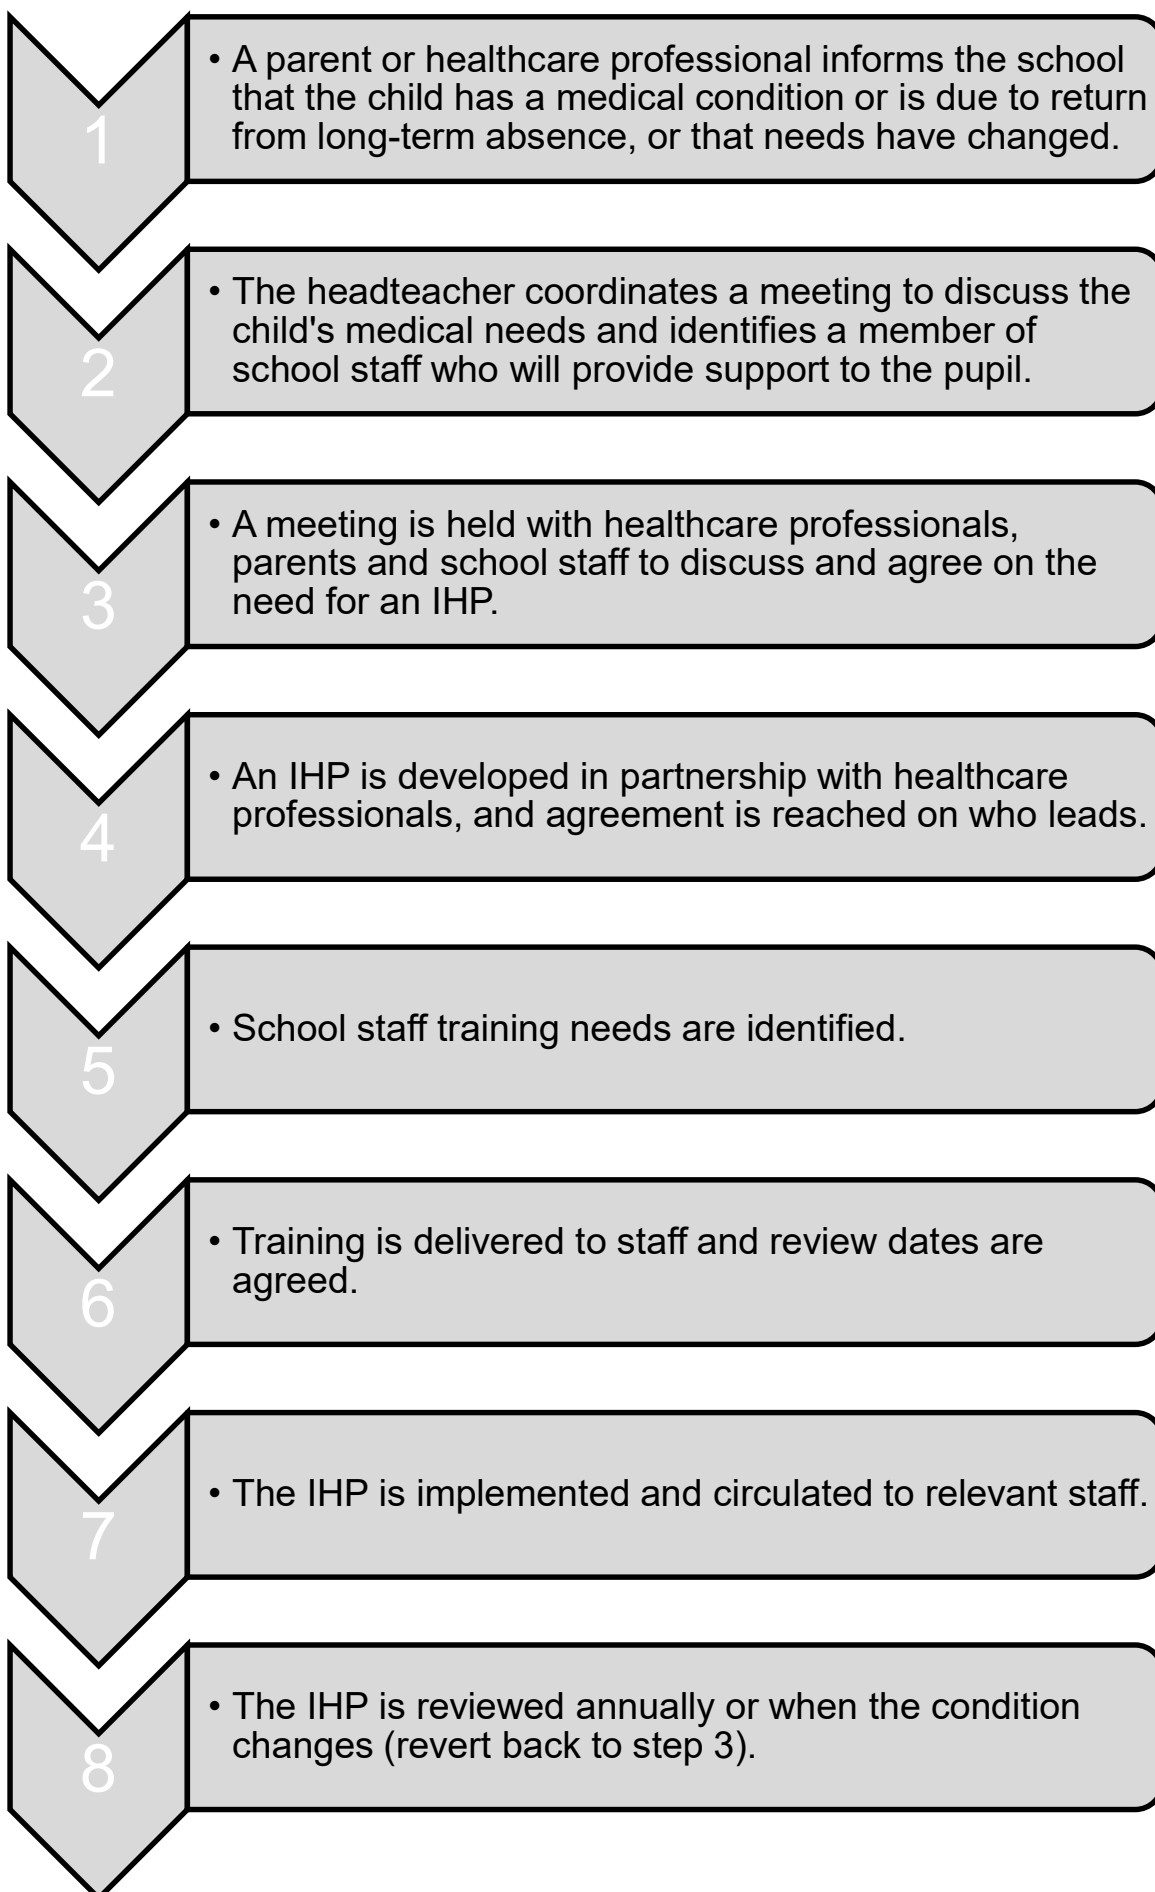 1
• A parent or healthcare professional informs the school
that the child has a medical condition or is due to return
from long-term absence, or that needs have changed.
2
• The headteacher coordinates a meeting to discuss the
child's medical needs and identifies a member of
school staff who will provide support to the pupil.
3
• A meeting is held with healthcare professionals,
parents and school staff to discuss and agree on the
need for an IHP.
4
• An IHP is developed in partnership with healthcare
professionals, and agreement is reached on who leads.
5
• School staff training needs are identified.
6
• Training is delivered to staff and review dates are
agreed.
7
• The IHP is implemented and circulated to relevant staff.
8
• The IHP is reviewed annually or when the condition
changes (revert back to step 3).